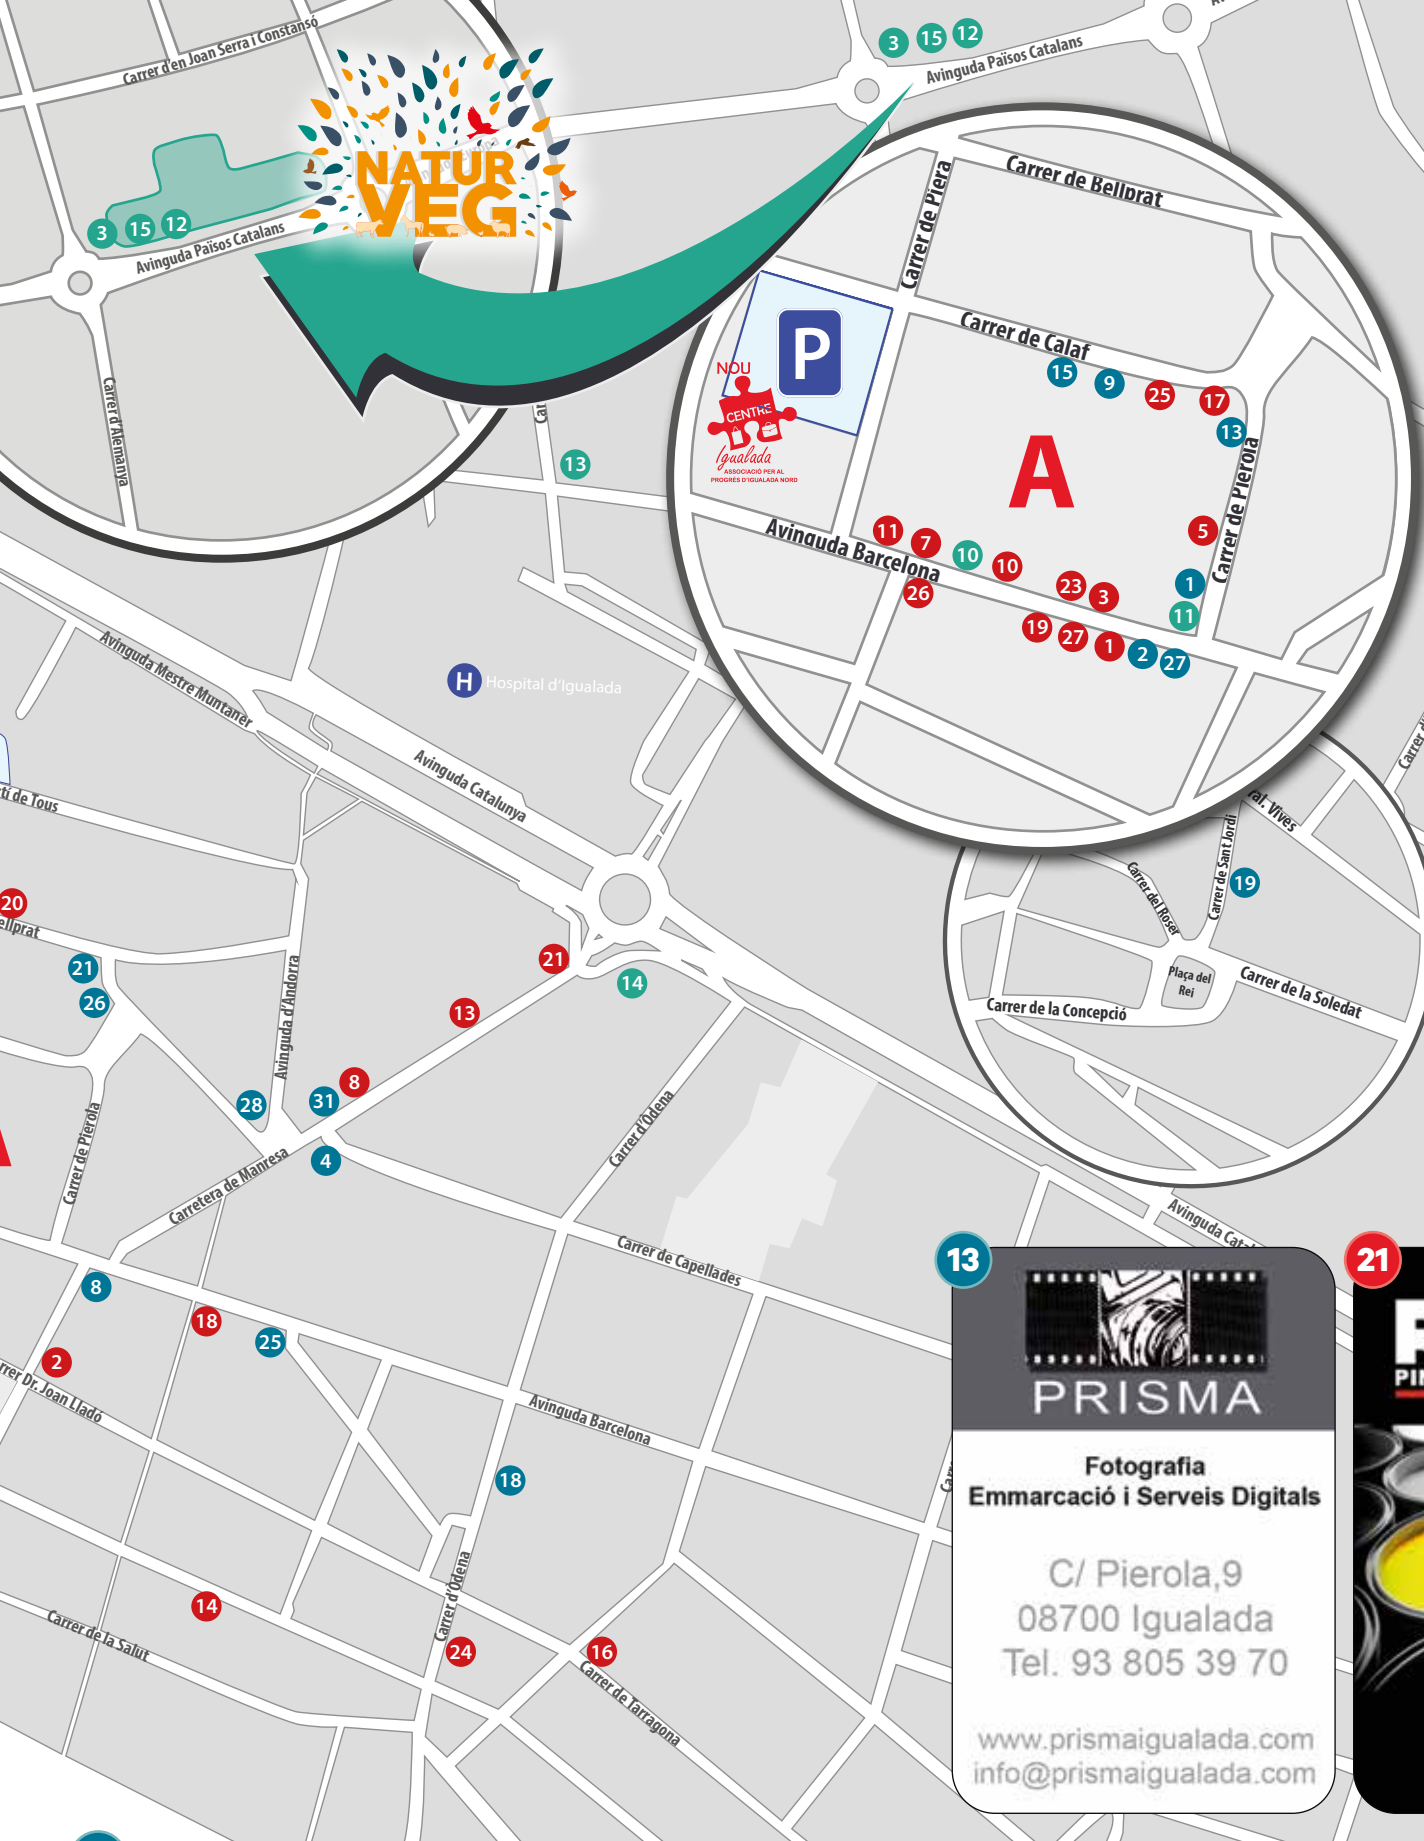 Carrer d'en Joan Serra i Constansó
3 15 12
Avinguda Països Catalans
NATUR
VEG
3 15 12
Avinguda Països Catalans
Carrer d'Alemanya
Carrer de Piera
Carrer de Bellprat
P
NOU
CENTRE
Igualada
ASSOCIACIÓ PER AL
PROGRÉS D'IGUALADA NORD
Carrer de Calaf
15 9 25 17
13
A
Carrer de Pierola
5
13
11 7 10 10
Avinguda Barcelona
26
23 3
1
11
19 27 1 2 27
H Hospital d'Igualada
Avinguda Mestre Muntaner
Avinguda Catalunya
tí de Tous
20
ellprat
21
26
Avinguda d'Andorra
21
14
13
8
31
28
4
Carrer de Pierola
Carretera de Manresa
Carrer d'Òdena
Carrer de Capellades
Carrer del Roser
Carrer de Sant Jordi
19
ral. Vives
Plaça del
Rei
Carrer de la Concepció
Carrer de la Soledat
Avinguda Catal
8
18
25
2
rrer Dr. Joan Lladó
Avinguda Barcelona
18
14
Carrer de la Salut
Carrer d'Òdena
24
16
Carrer de Tarragona
13
PRISMA
Fotografia
Emmarcació i Serveis Digitals
C/ Pierola,9
08700 Igualada
Tel. 93 805 39 70
www.prismaigualada.com
info@prismaigualada.com
21
PIN